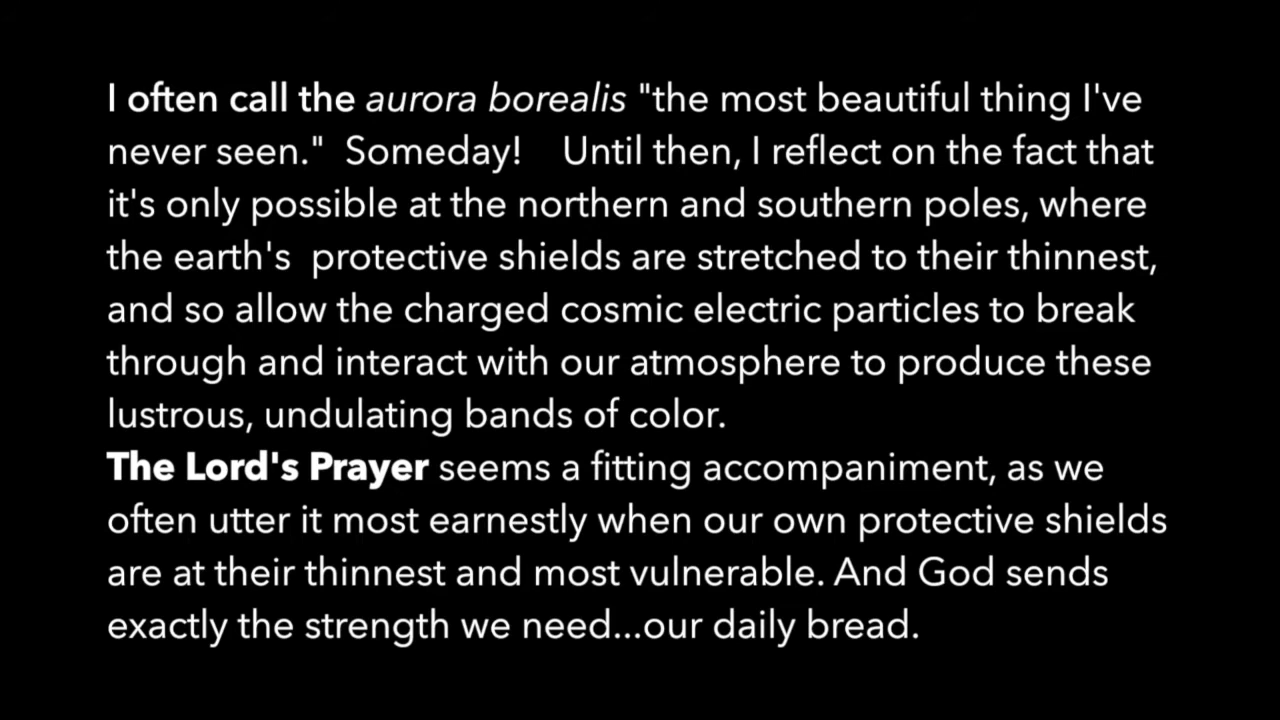 I often call the aurora borealis "the most beautiful thing I've
never seen."  Someday!    Until then, I reflect on the fact that
it's only possible at the northern and southern poles, where
the earth's  protective shields are stretched to their thinnest,
and so allow the charged cosmic electric particles to break
through and interact with our atmosphere to produce these
lustrous, undulating bands of color.
The Lord's Prayer seems a fitting accompaniment, as we
often utter it most earnestly when our own protective shields
are at their thinnest and most vulnerable. And God sends
exactly the strength we need...our daily bread.